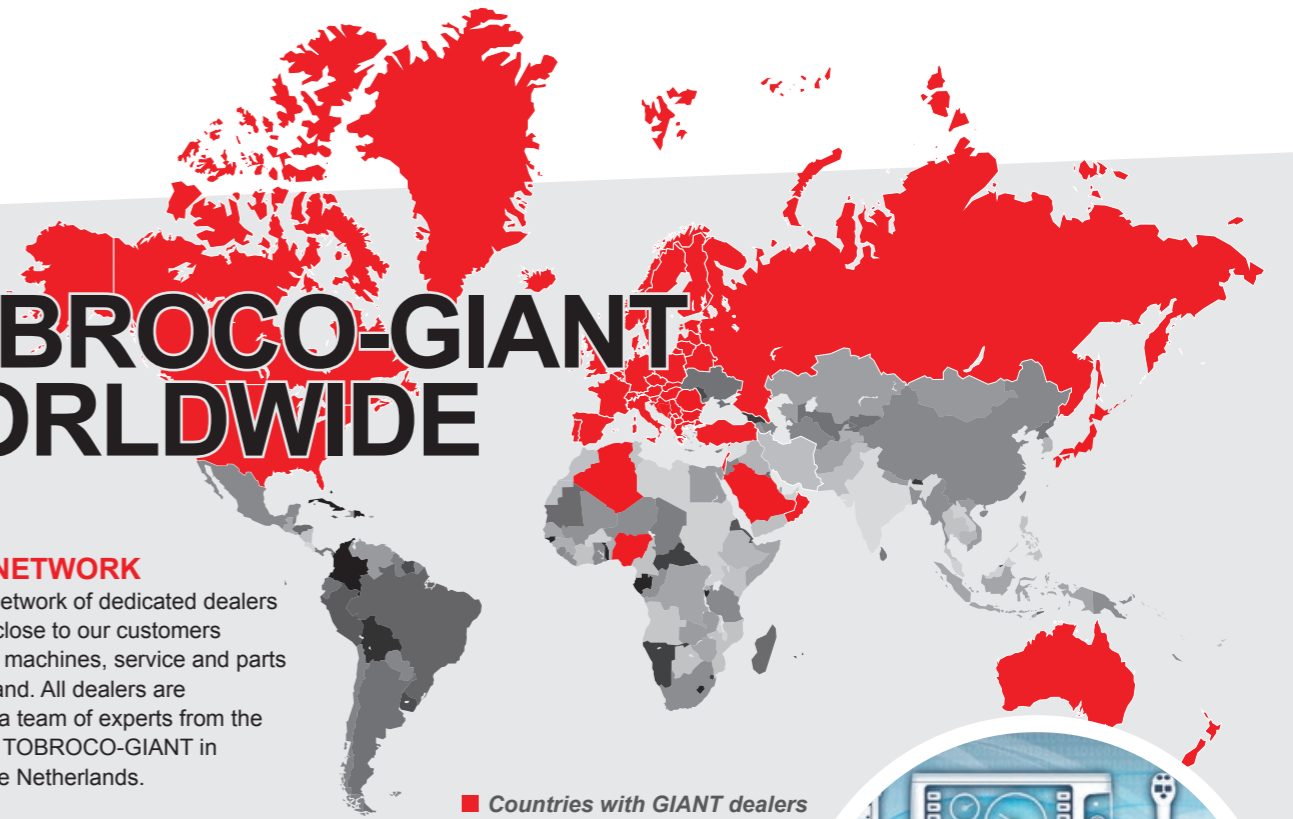 BROCO-GIANT
ORLDWIDE
NETWORK
etwork of dedicated dealers
close to our customers
machines, service and parts
and. All dealers are
a team of experts from the
TOBROCO-GIANT in
e Netherlands.
Countries with GIANT dealers